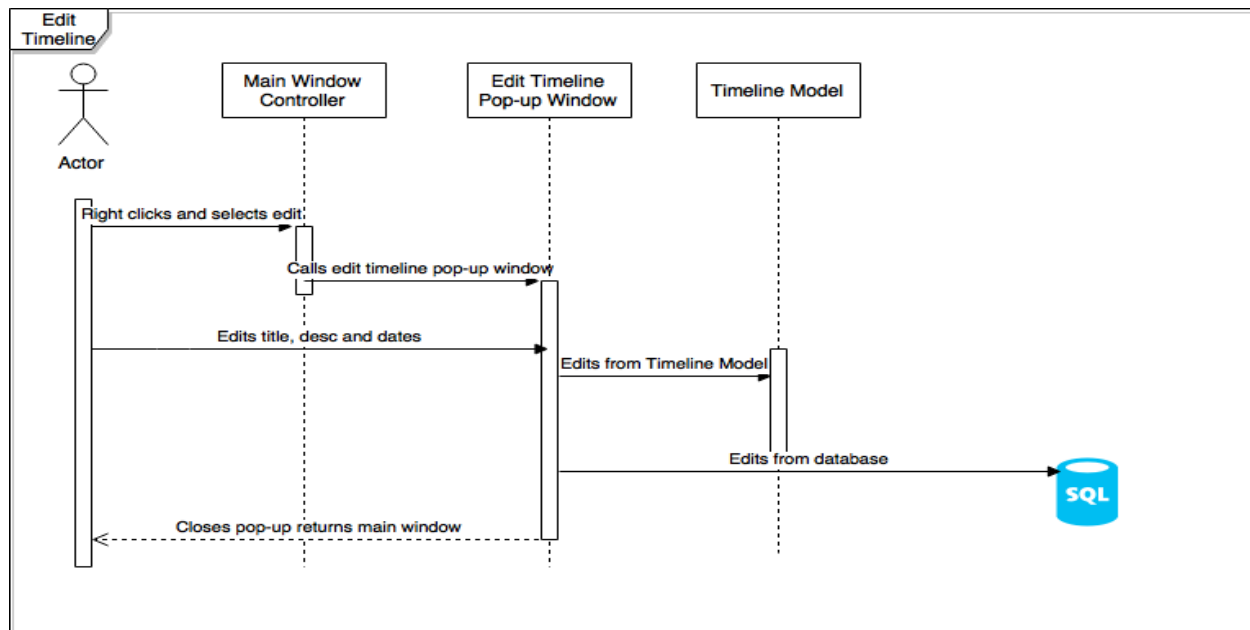 Edit
Timeline
Main Window
Controller
Edit Timeline
Pop-up Window
Timeline Model
Actor
Right clicks and selects edit
Calls edit timeline pop-up window
Edits title, desc and dates
Edits from Timeline Model
Edits from database
SQL
Closes pop-up returns main window